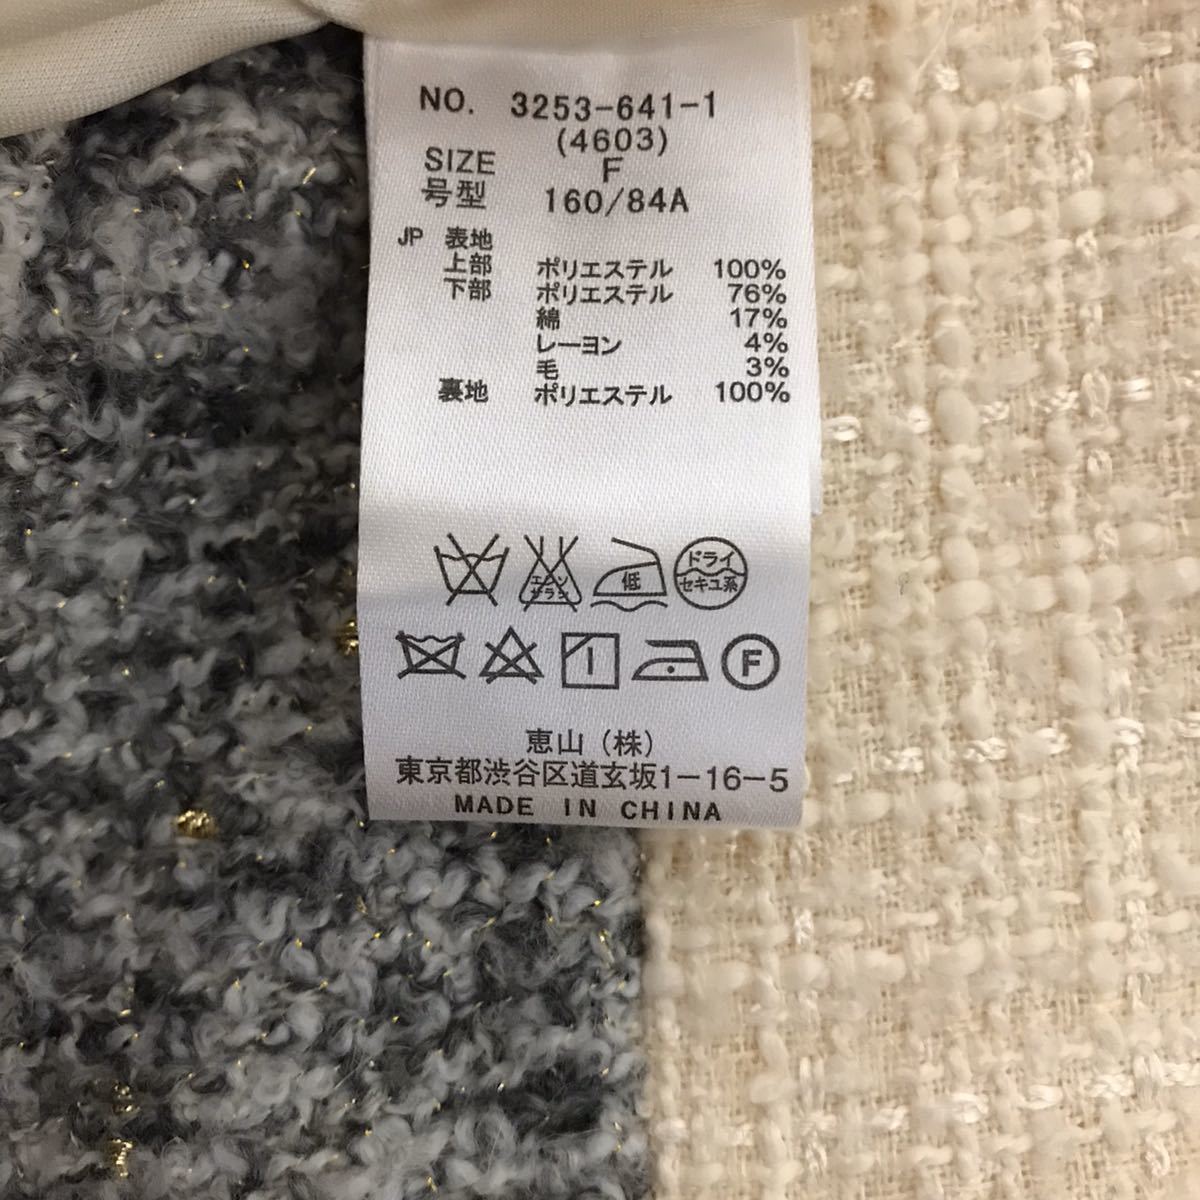 NO. 3253-641-1
(4603)
SIZE F
号型 160/84A
JP 表地
上部 ポリエステル 100%
下部 ポリエステル 76%
綿 17%
レーヨン 4%
毛 3%
裏地 ポリエステル 100%
エンソサラシ 低 ドライセキユ系
F
恵山(株)
東京都渋谷区道玄坂1-16-5
MADE IN CHINA